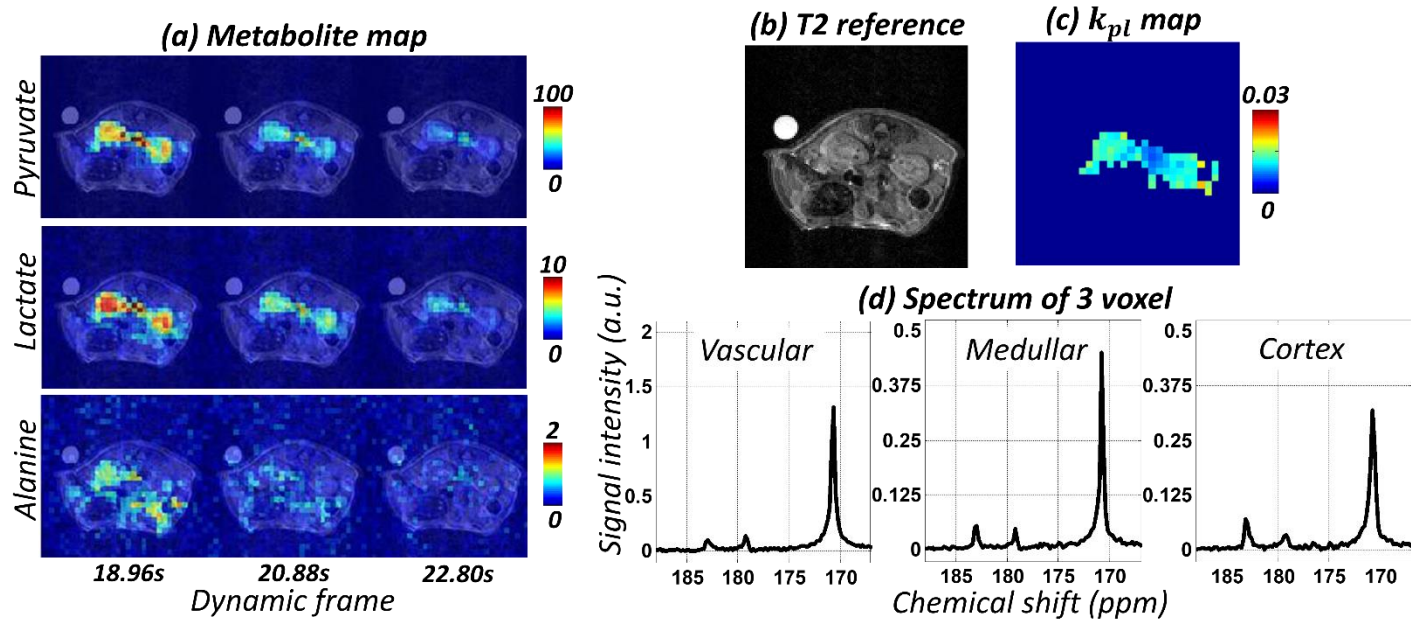 (a) Metabolite map
Pyruvate
100
0
Lactate
10
0
Alanine
2
0
18.96s 20.88s 22.80s
Dynamic frame
(b) T2 reference
(c) kpl map
0.03
0
(d) Spectrum of 3 voxel
Signal intensity (a.u.)
2
1.5
1
0.5
0
Vascular
185 180 175 170
0.5
0.375
0.25
0.125
0
Medullar
185 180 175 170
0.5
0.375
0.25
0.125
0
Cortex
185 180 175 170
Chemical shift (ppm)